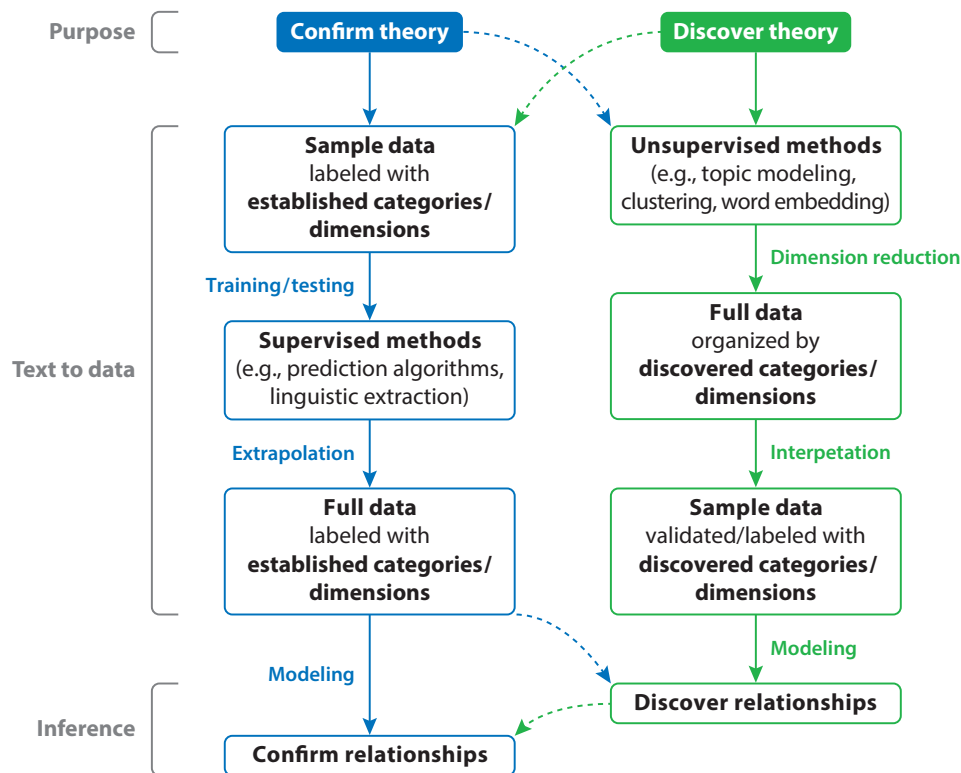 Purpose
Confirm theory
Discover theory
Text to data
Sample data
labeled with
established categories/
dimensions
Unsupervised methods
(e.g., topic modeling,
clustering, word embedding)
Training/testing
Dimension reduction
Supervised methods
(e.g., prediction algorithms,
linguistic extraction)
Full data
organized by
discovered categories/
dimensions
Extrapolation
Interpetation
Full data
labeled with
established categories/
dimensions
Sample data
validated/labeled with
discovered categories/
dimensions
Modeling
Modeling
Inference
Discover relationships
Confirm relationships